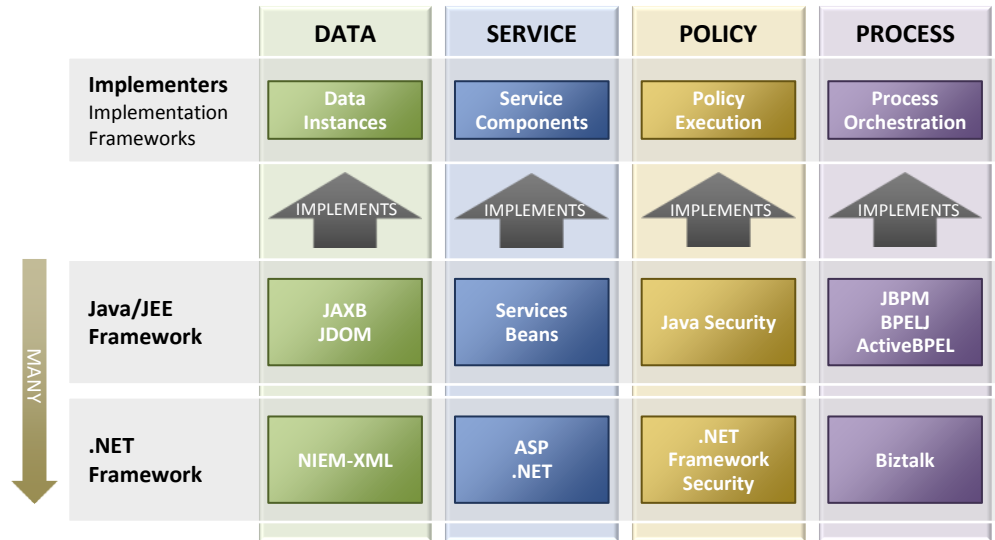 DATA
SERVICE
POLICY
PROCESS
Implementers
Implementation
Frameworks
Data
Instances
Service
Components
Policy
Execution
Process
Orchestration
IMPLEMENTS
IMPLEMENTS
IMPLEMENTS
IMPLEMENTS
MANY
Java/JEE
Framework
JAXB
JDOM
Services
Beans
Java Security
JBPM
BPELJ
ActiveBPEL
.NET
Framework
NIEM-XML
ASP
.NET
.NET
Framework
Security
Biztalk